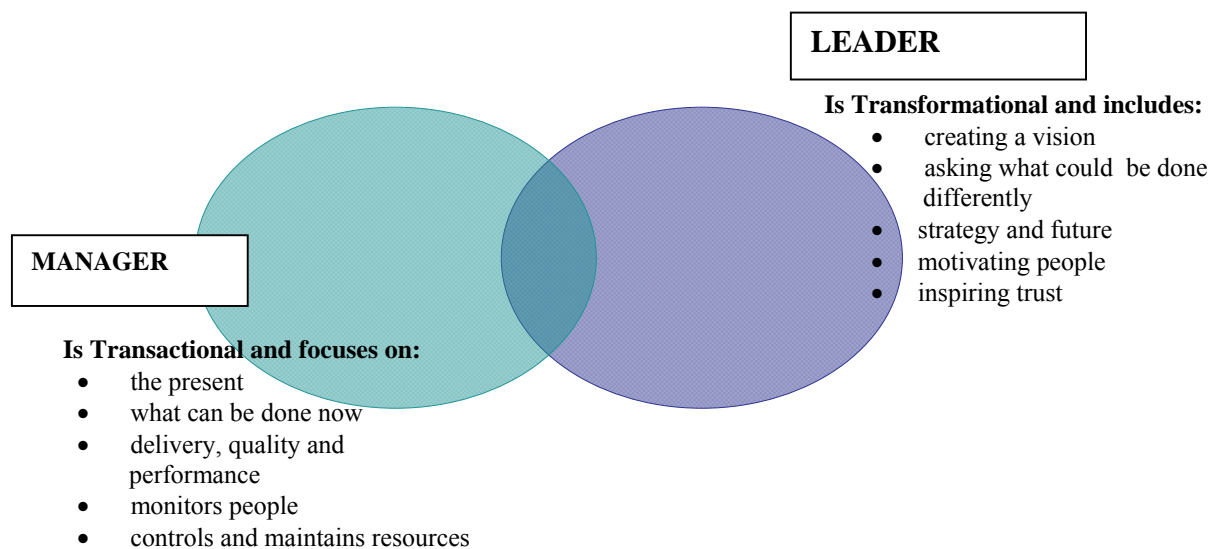 LEADER
Is Transformational and includes:
• creating a vision
• asking what could be done
differently
• strategy and future
• motivating people
• inspiring trust
MANAGER
Is Transactional and focuses on:
• the present
• what can be done now
• delivery, quality and
performance
• monitors people
• controls and maintains resources